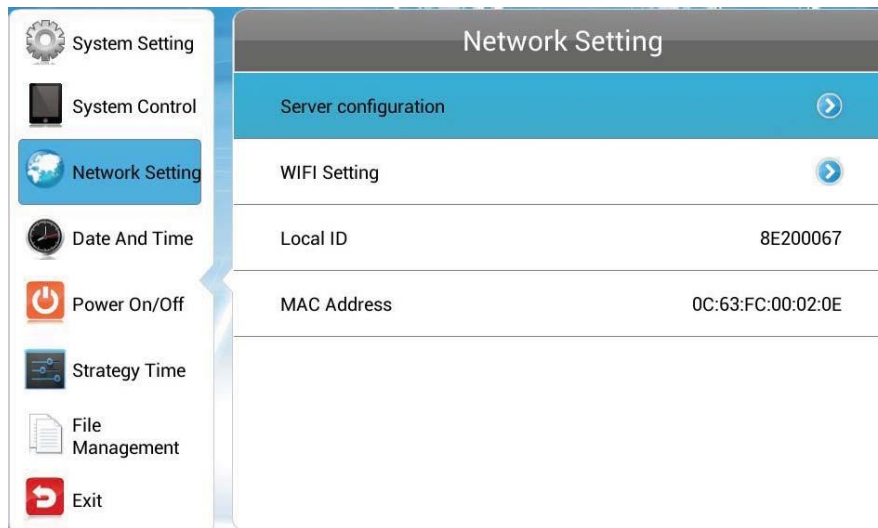 System Setting
System Control
Network Setting
Date And Time
Power On/Off
Strategy Time
File
Management
Exit
Network Setting
Server configuration
WIFI Setting
Local ID 8E200067
MAC Address 0C:63:FC:00:02:0E